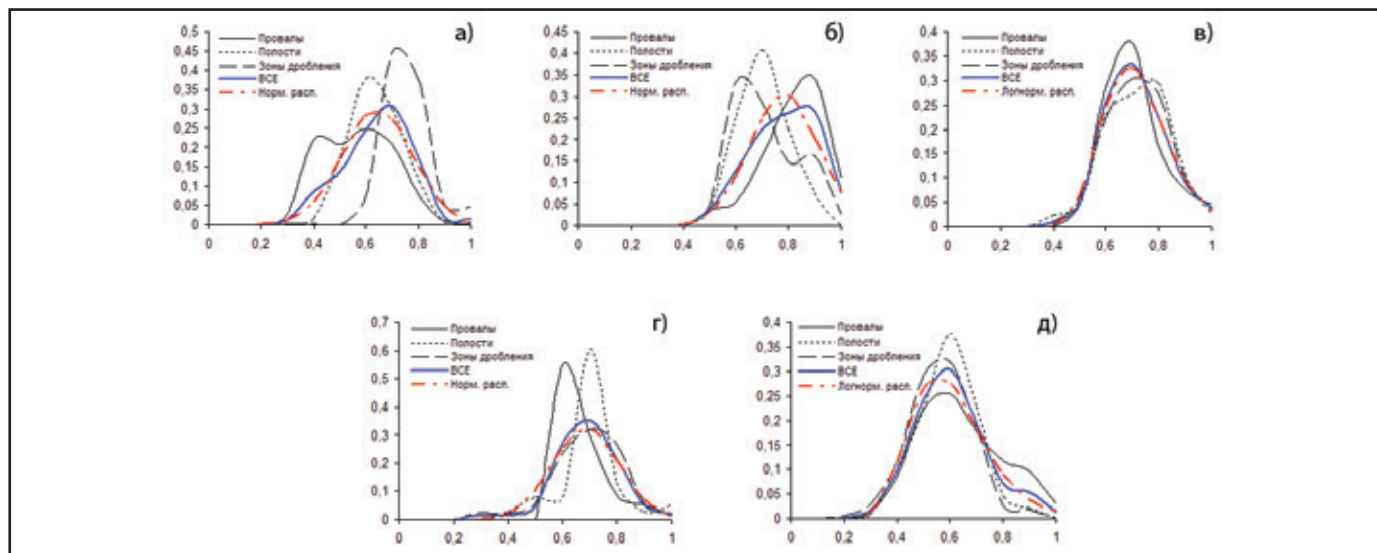 а)
0,5
0,45
0,4
0,35
0,3
0,25
0,2
0,15
0,1
0,05
0
Провалы
Полости
Зоны дробления
ВСЕ
Норм. расп.
0 0,2 0,4 0,6 0,8 1
б)
0,45
0,4
0,35
0,3
0,25
0,2
0,15
0,1
0,05
0
Провалы
Полости
Зоны дробления
ВСЕ
Норм. расп.
0 0,2 0,4 0,6 0,8 1
в)
0,4
0,35
0,3
0,25
0,2
0,15
0,1
0,05
0
Провалы
Полости
Зоны дробления
ВСЕ
Логнорм. расп.
0 0,2 0,4 0,6 0,8 1
г)
0,7
0,6
0,5
0,4
0,3
0,2
0,1
0
Провалы
Полости
Зоны дробления
ВСЕ
Норм. расп.
0 0,2 0,4 0,6 0,8 1
д)
0,4
0,35
0,3
0,25
0,2
0,15
0,1
0,05
0
Провалы
Полости
Зоны дробления
ВСЕ
Логнорм. расп.
0 0,2 0,4 0,6 0,8 1